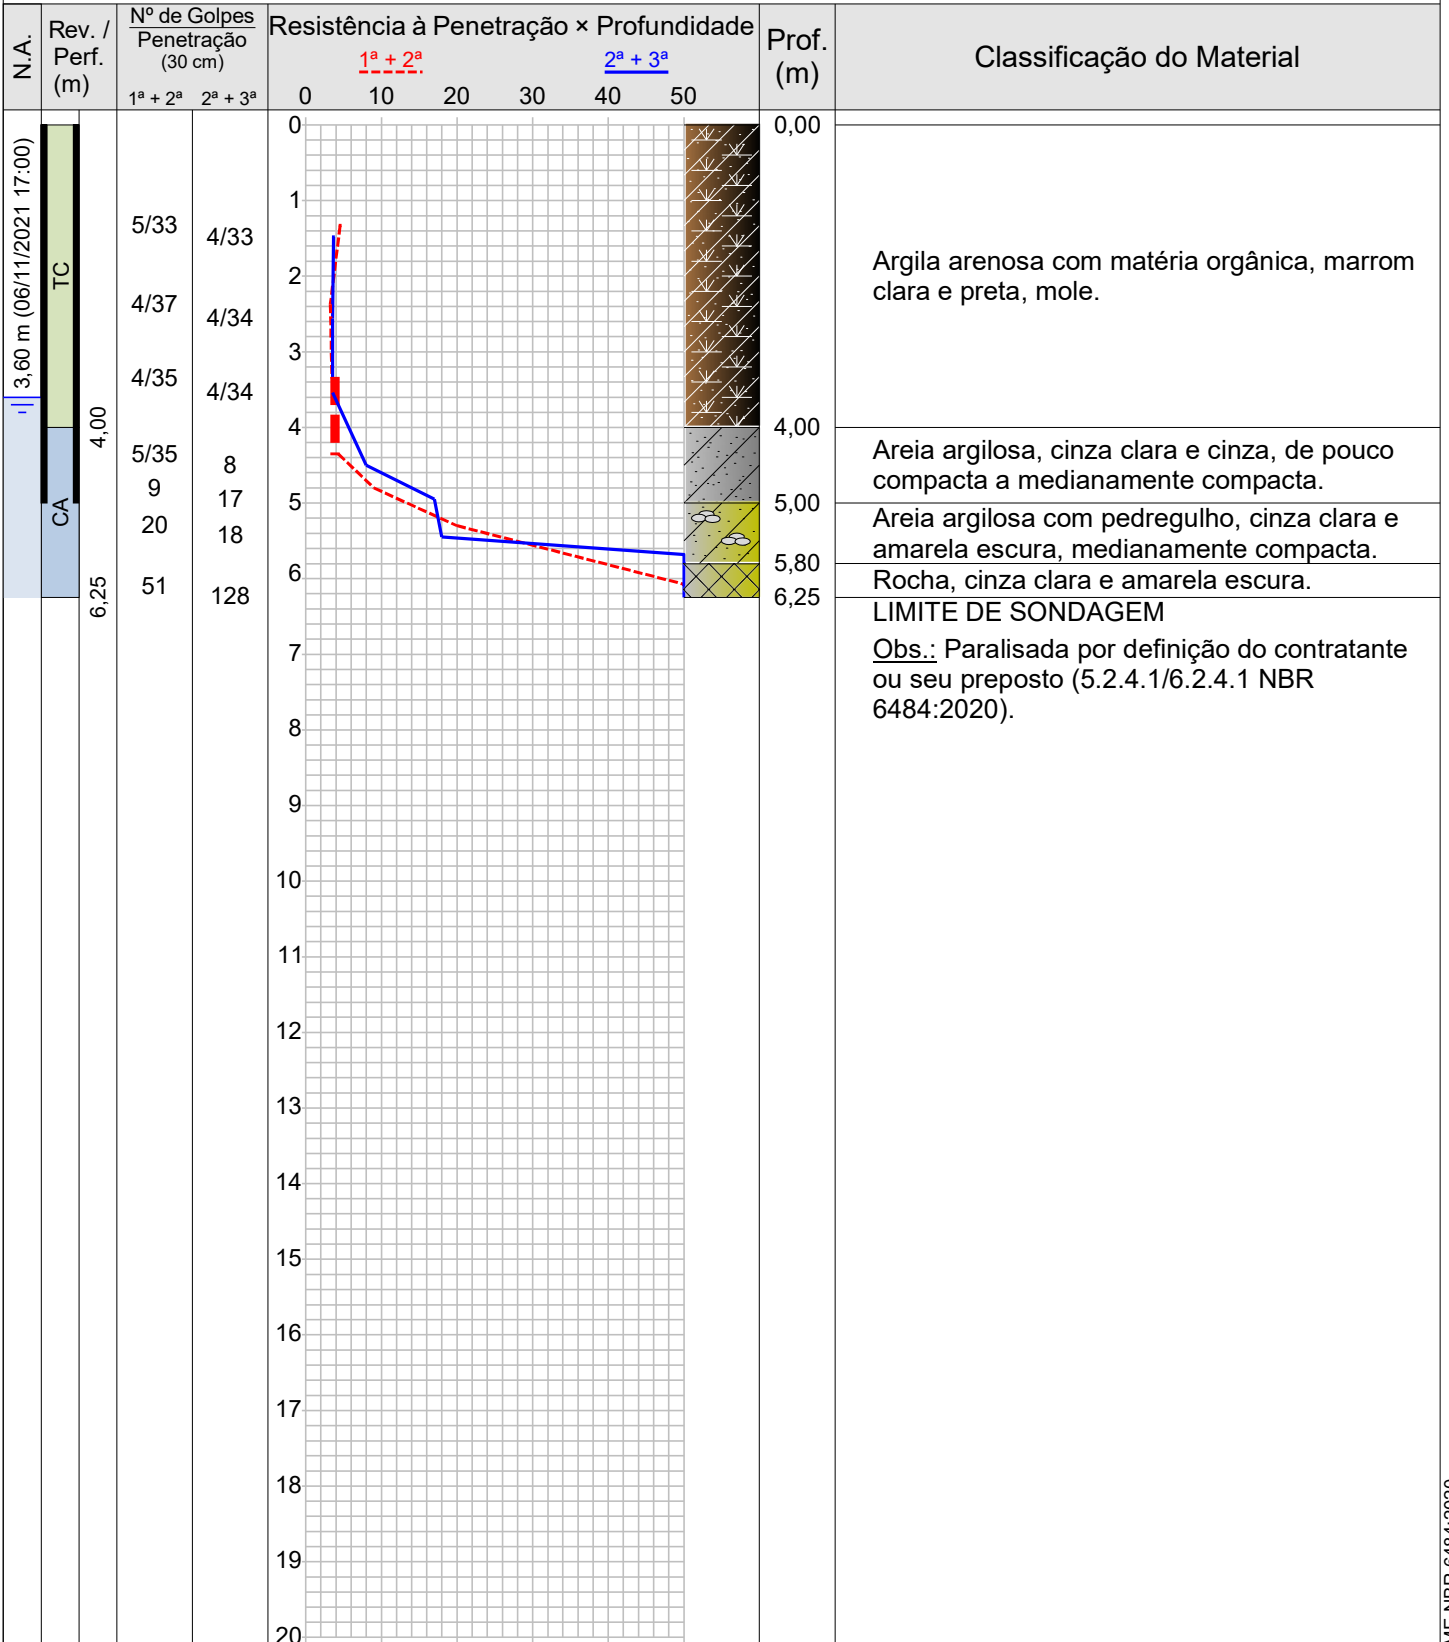 N.A.
Rev. /
Perf.
(m)
Nº de Golpes
Penetração
(30 cm)
1ª + 2ª 2ª + 3ª
Resistência à Penetração × Profundidade
1ª + 2ª 2ª + 3ª
0 10 20 30 40 50
Prof.
(m)
Classificação do Material
3,60 m (06/11/2021 17:00)
TC
CA
4,00
6,25
5/33 4/33
4/37 4/34
4/35 4/34
5/35 8
9 17
20 18
51 128
0
1
2
3
4
5
6
7
8
9
10
11
12
13
14
15
16
17
18
19
20
0,00
4,00
5,00
5,80
6,25
Argila arenosa com matéria orgânica, marrom
clara e preta, mole.
Areia argilosa, cinza clara e cinza, de pouco
compacta a medianamente compacta.
Areia argilosa com pedregulho, cinza clara e
amarela escura, medianamente compacta.
Rocha, cinza clara e amarela escura.
LIMITE DE SONDAGEM
Obs.: Paralisada por definição do contratante
ou seu preposto (5.2.4.1/6.2.4.1 NBR
6484:2020).
NBR 6484:2020